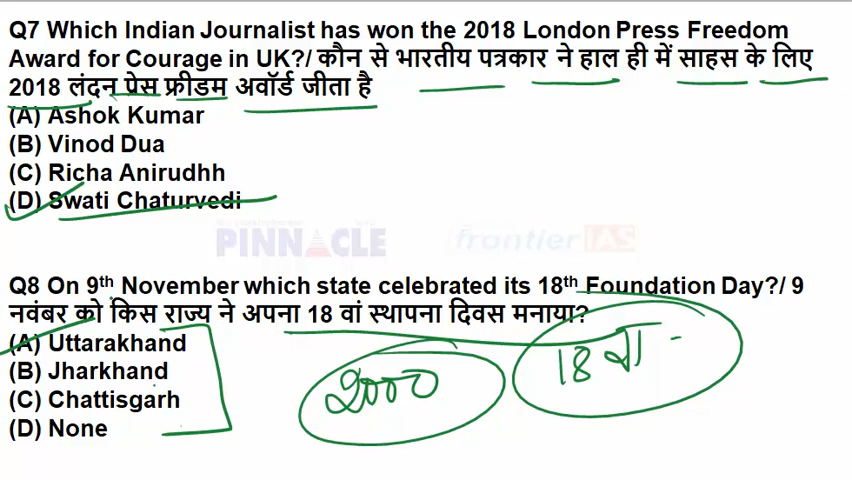 Q7 Which Indian Journalist has won the 2018 London Press Freedom
Award for Courage in UK?/ कौन से भारतीय पत्रकार ने हाल ही में साहस के लिए
2018 लंदन प्रेस फ्रीडम अवॉर्ड जीता है
(A) Ashok Kumar
(B) Vinod Dua
(C) Richa Anirudhh
(D) Swati Chaturvedi
PINNACLE frontier IAS
Q8 On 9th November which state celebrated its 18th Foundation Day?/ 9
नवंबर को किस राज्य ने अपना 18 वां स्थापना दिवस मनाया?
(A) Uttarakhand
(B) Jharkhand
(C) Chattisgarh
(D) None
2000 18 वा